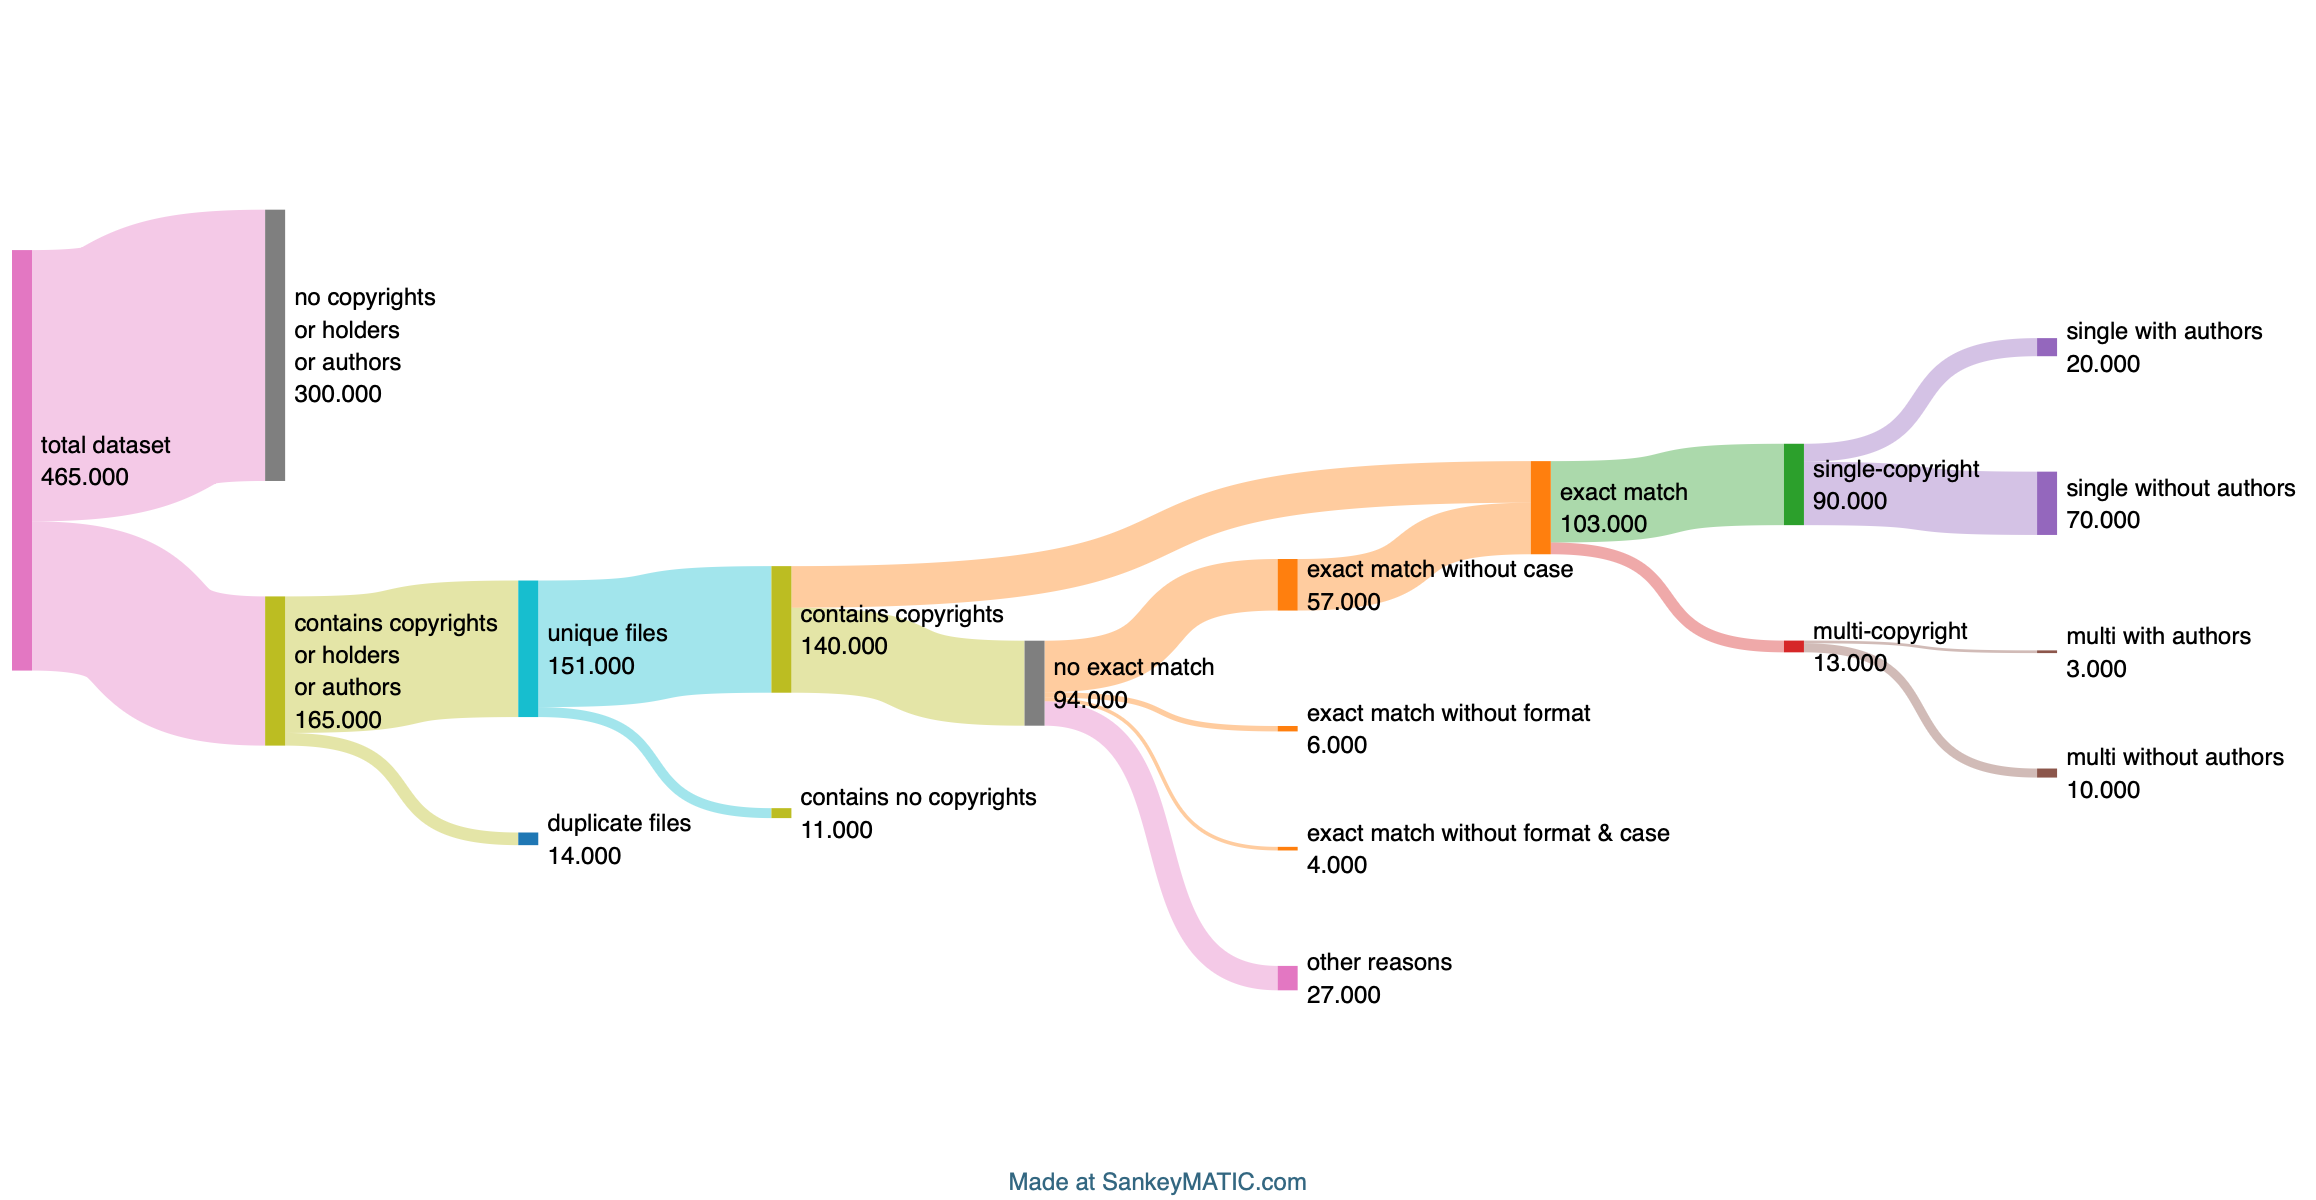 total dataset
465.000
no copyrights
or holders
or authors
300.000
contains copyrights
or holders
or authors
165.000
unique files
151.000
duplicate files
14.000
contains copyrights
140.000
contains no copyrights
11.000
no exact match
94.000
exact match without case
57.000
exact match without format
6.000
exact match without format & case
4.000
other reasons
27.000
exact match
103.000
single-copyright
90.000
multi-copyright
13.000
single with authors
20.000
single without authors
70.000
multi with authors
3.000
multi without authors
10.000
Made at SankeyMATIC.com